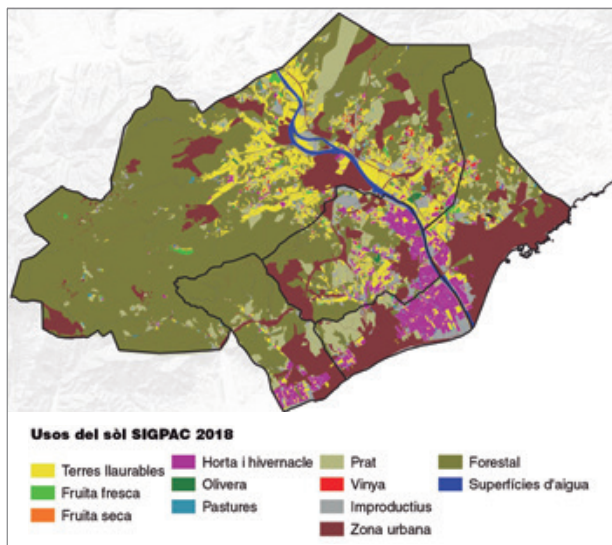 Usos del sòl SIGPAC 2018
Terres llaurables
Fruita fresca
Fruita seca
Horta i hivernacle
Olivera
Pastures
Prat
Vinya
Improductius
Zona urbana
Forestal
Superfícies d'aigua